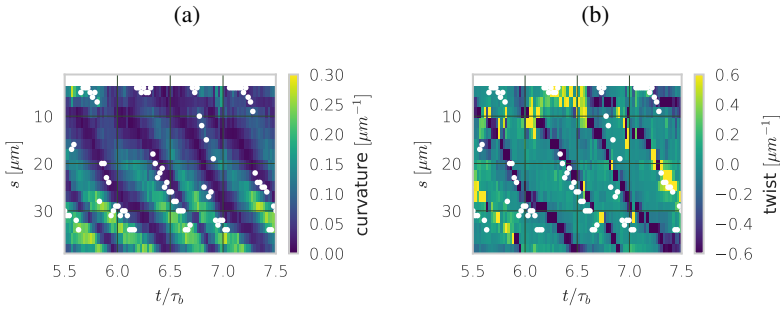 (a)
(b)
0.30
0.25
0.20
0.15
0.10
0.05
0.00
curvature [μm⁻¹]
10
20
30
s [μm]
5.5 6.0 6.5 7.0 7.5
t/τ_b
0.6
0.4
0.2
0.0
−0.2
−0.4
−0.6
twist [μm⁻¹]
10
20
30
s [μm]
5.5 6.0 6.5 7.0 7.5
t/τ_b